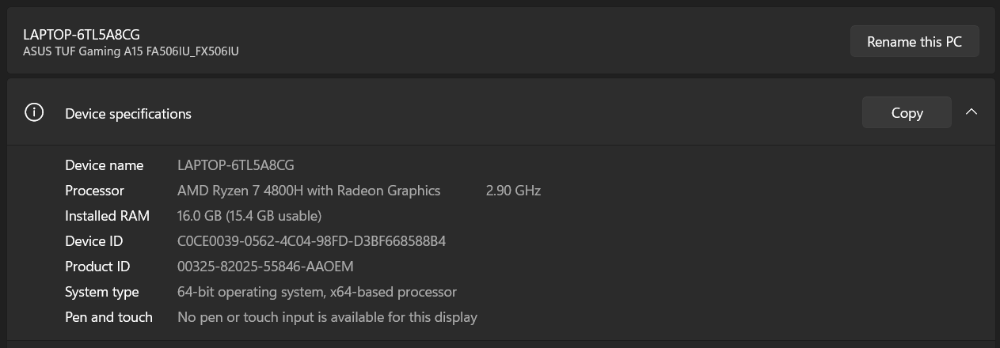 LAPTOP-6TL5A8CG
ASUS TUF Gaming A15 FA506IU_FX506IU
Rename this PC
Device specifications
Copy
Device name LAPTOP-6TL5A8CG
Processor AMD Ryzen 7 4800H with Radeon Graphics 2.90 GHz
Installed RAM 16.0 GB (15.4 GB usable)
Device ID C0CE0039-0562-4C04-98FD-D3BF668588B4
Product ID 00325-82025-55846-AAOEM
System type 64-bit operating system, x64-based processor
Pen and touch No pen or touch input is available for this display